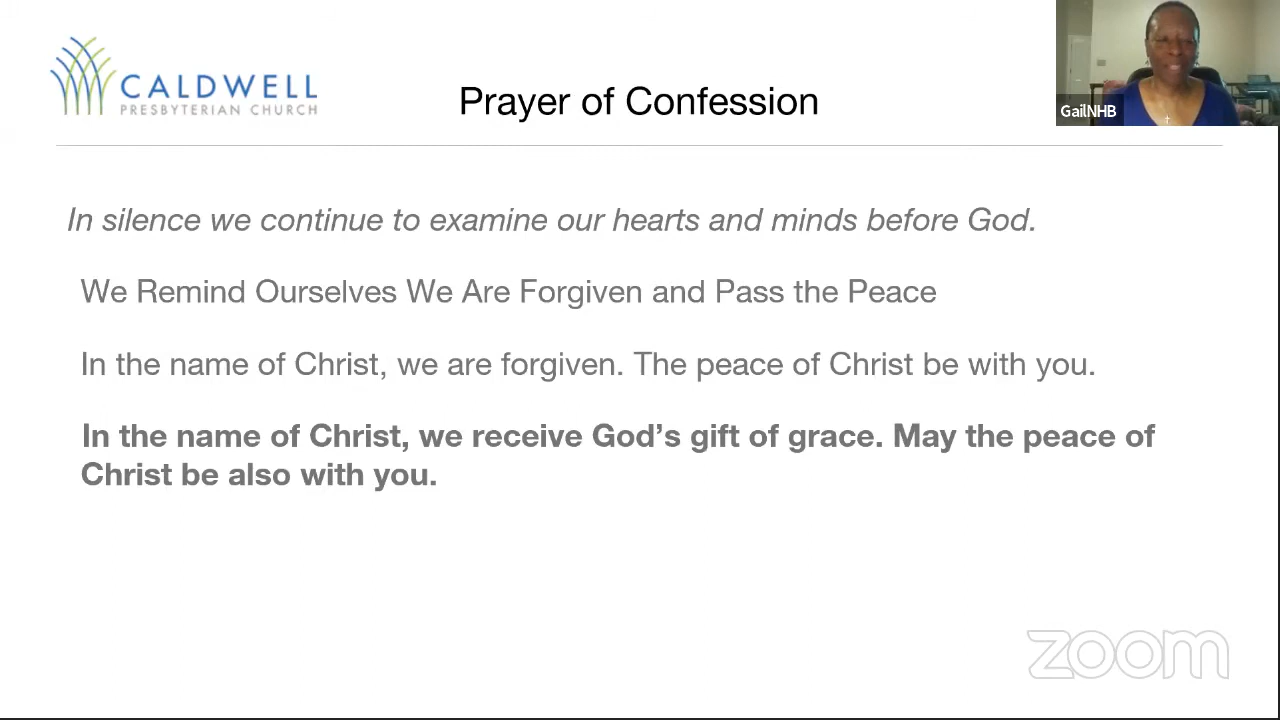 CALDWELL
PRESBYTERIAN CHURCH
Prayer of Confession
GailNHB
In silence we continue to examine our hearts and minds before God.
We Remind Ourselves We Are Forgiven and Pass the Peace
In the name of Christ, we are forgiven. The peace of Christ be with you.
In the name of Christ, we receive God’s gift of grace. May the peace of
Christ be also with you.
zoom